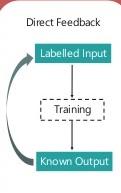 Direct Feedback
Labelled Input
Training
Known Output